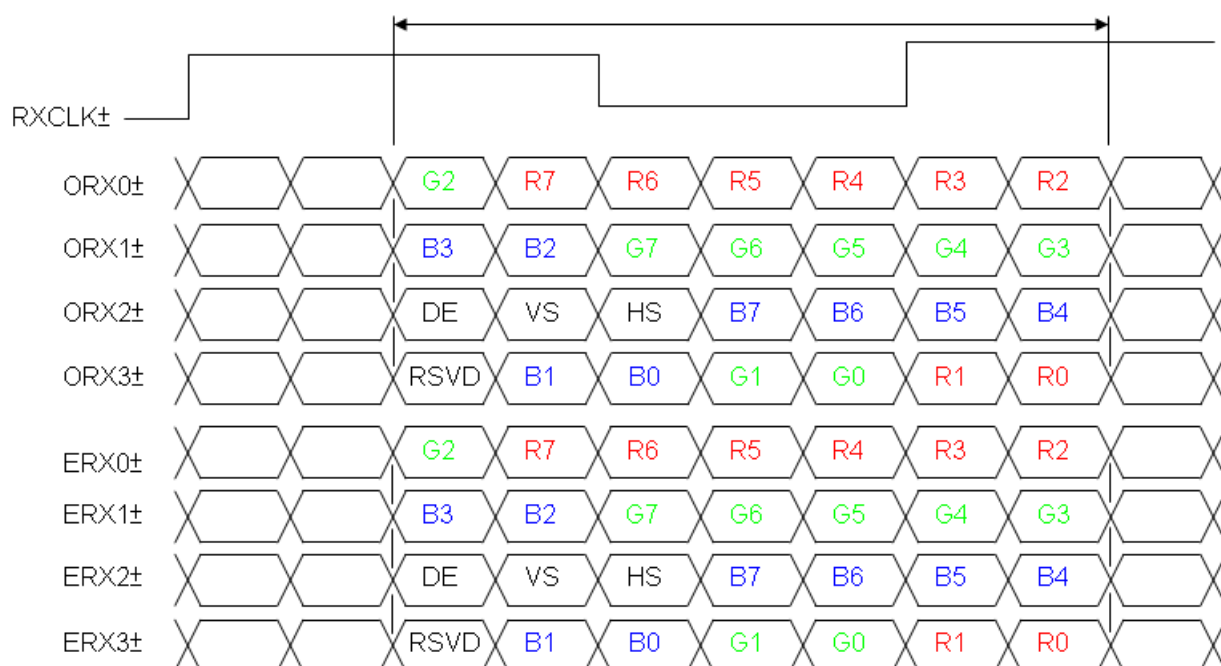 RXCLK±
ORX0± G2 R7 R6 R5 R4 R3 R2
ORX1± B3 B2 G7 G6 G5 G4 G3
ORX2± DE VS HS B7 B6 B5 B4
ORX3± RSVD B1 B0 G1 G0 R1 R0
ERX0± G2 R7 R6 R5 R4 R3 R2
ERX1± B3 B2 G7 G6 G5 G4 G3
ERX2± DE VS HS B7 B6 B5 B4
ERX3± RSVD B1 B0 G1 G0 R1 R0